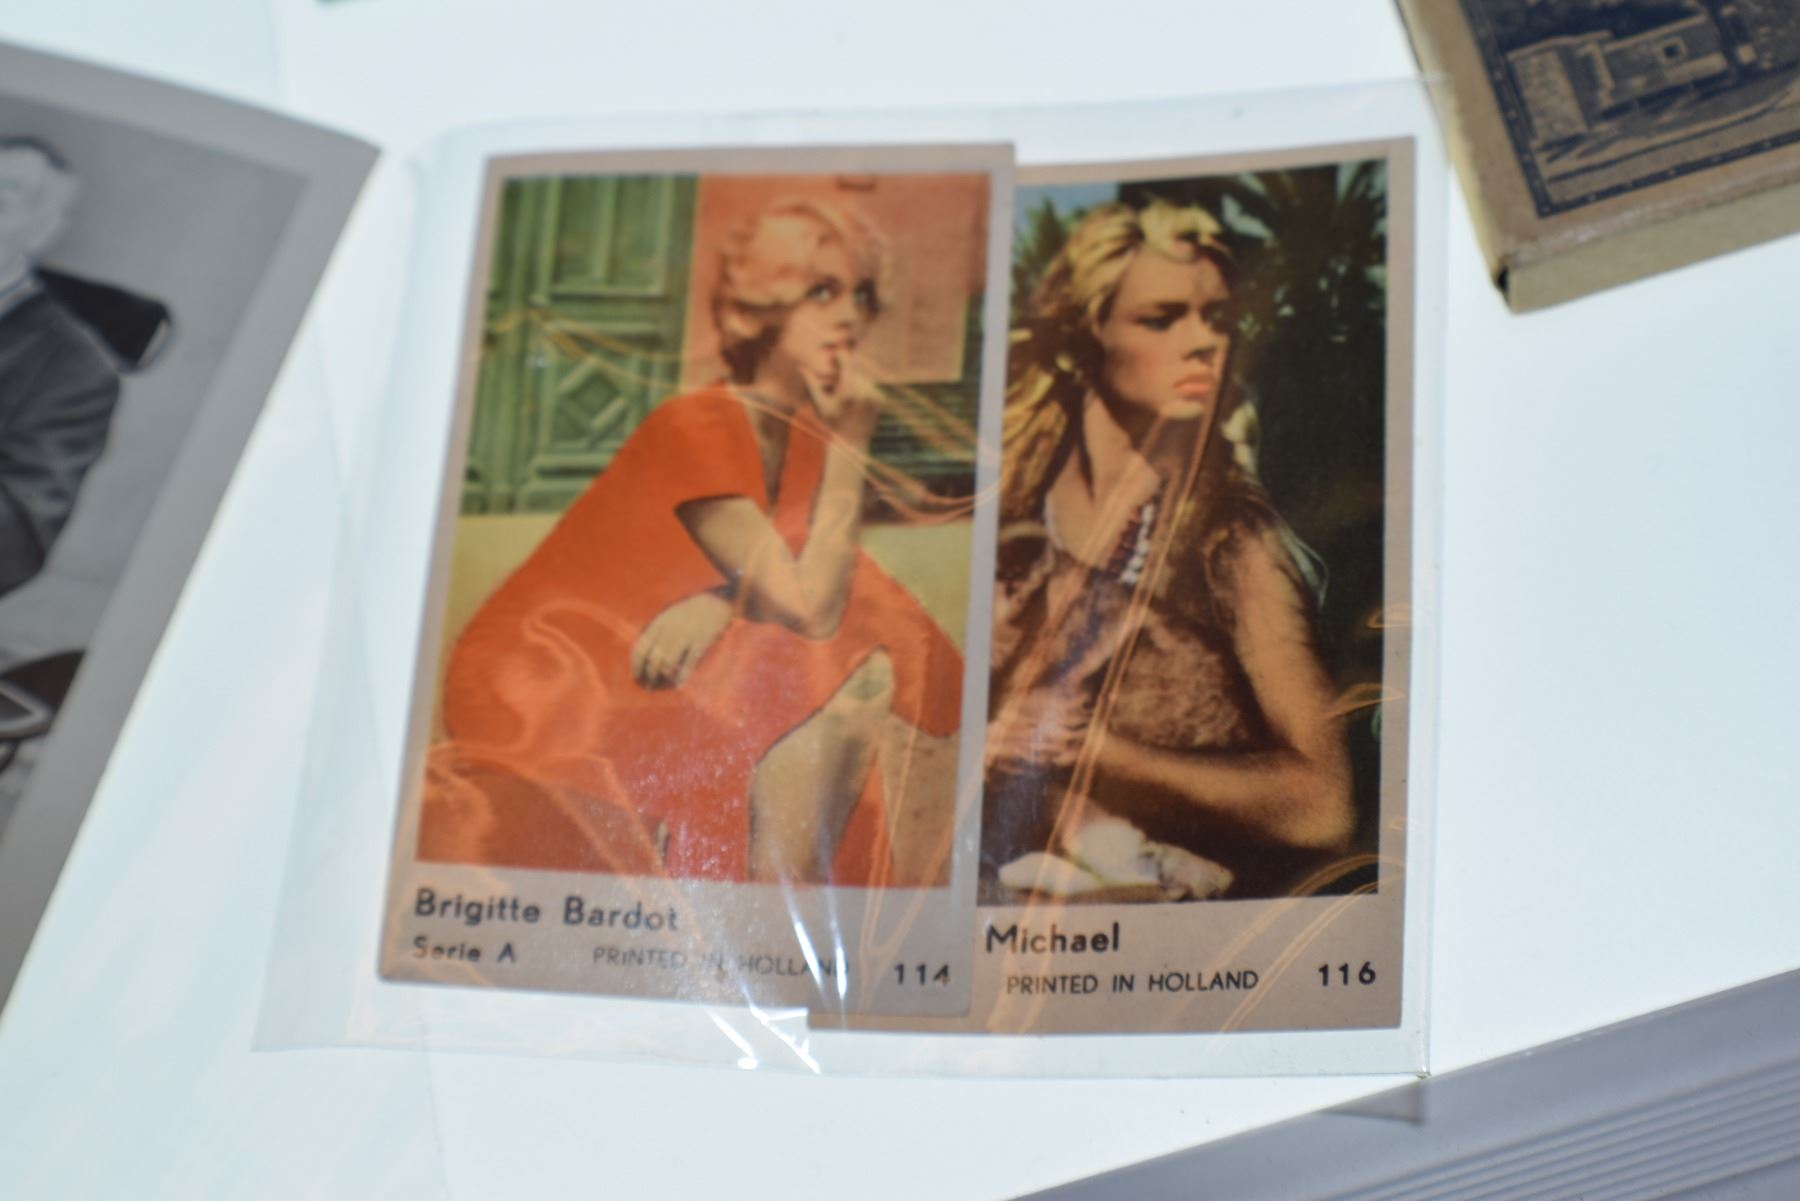 Brigitte Bardot
Serie A PRINTED IN HOLLAND 114
Michael
PRINTED IN HOLLAND 116